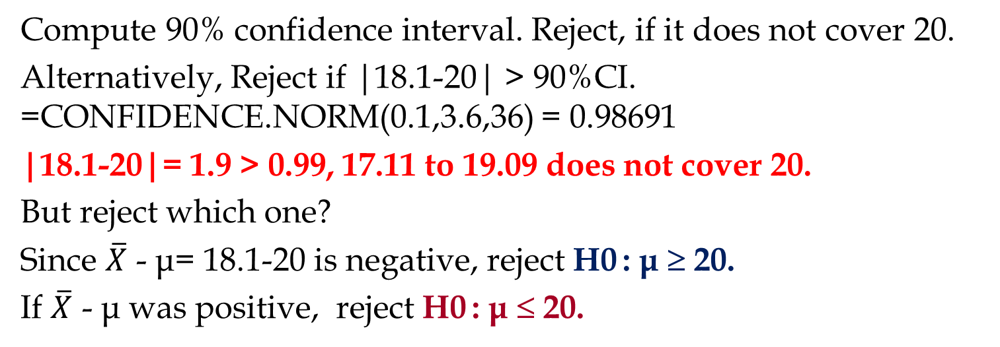 Compute 90% confidence interval. Reject, if it does not cover 20.
Alternatively, Reject if |18.1-20| > 90%CI.
=CONFIDENCE.NORM(0.1,3.6,36) = 0.98691
|18.1-20|= 1.9 > 0.99, 17.11 to 19.09 does not cover 20.
But reject which one?
Since X̅ - µ= 18.1-20 is negative, reject H0: µ ≥ 20.
If X̅ - µ was positive, reject H0: µ ≤ 20.